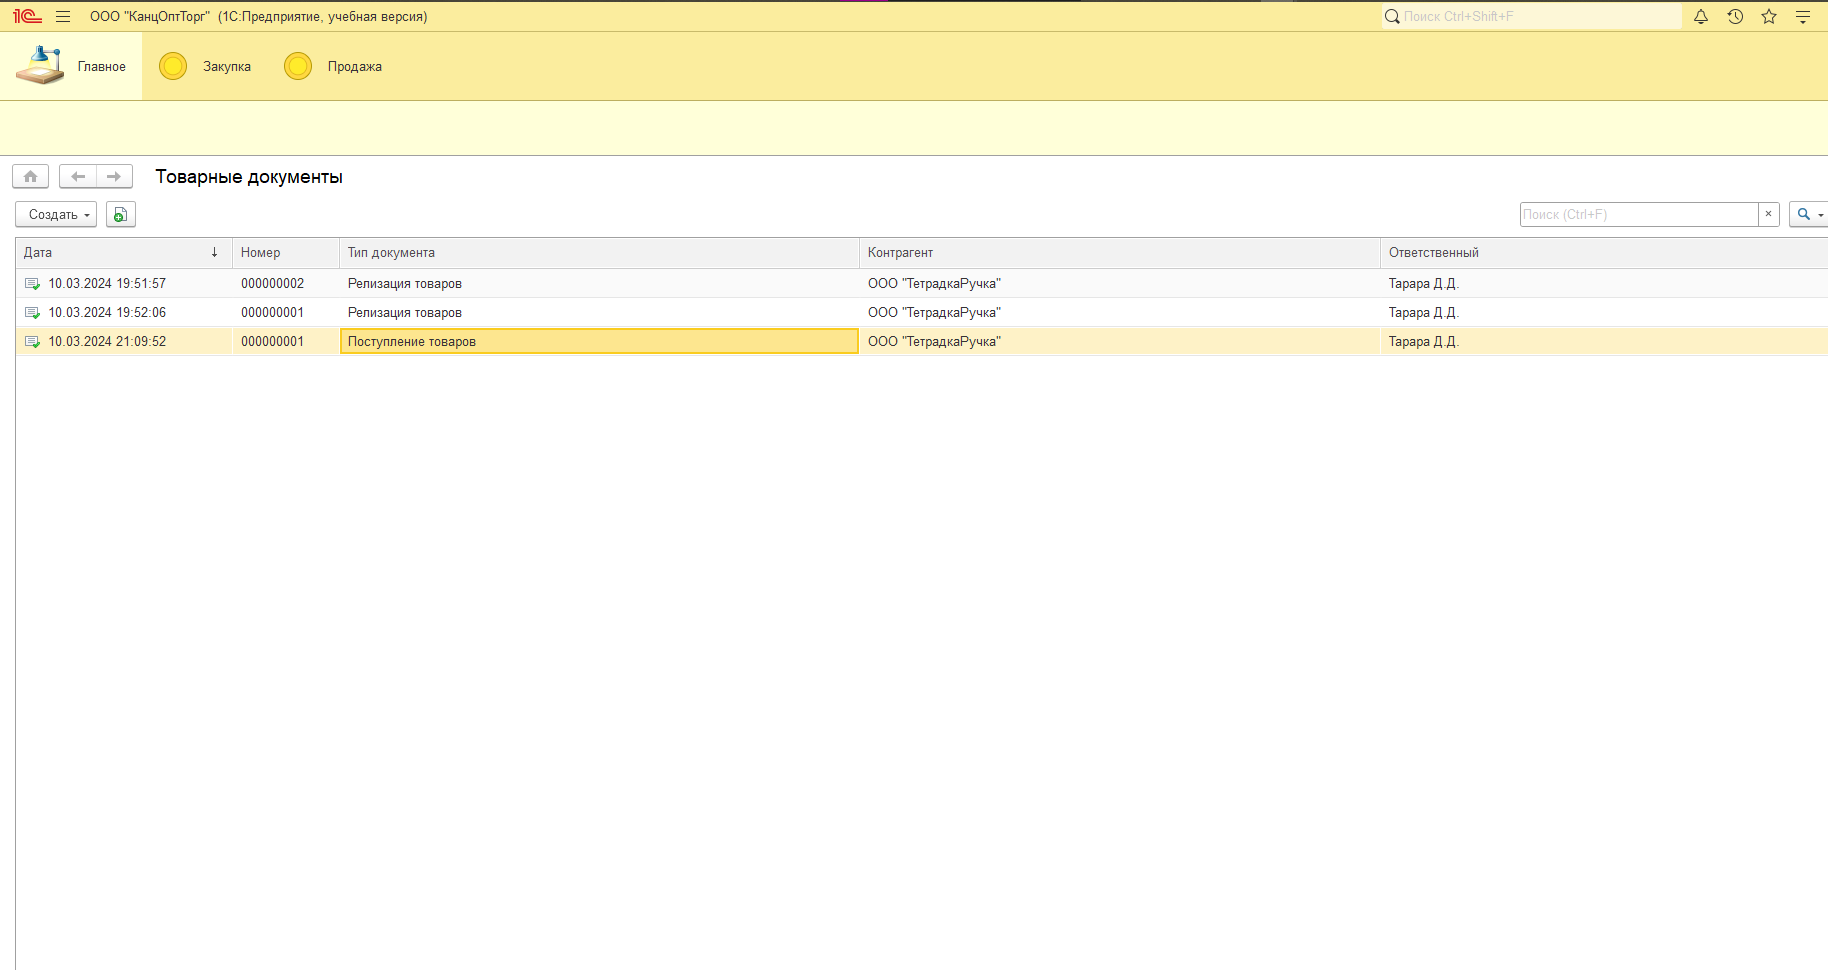 1С ООО "КанцОптТорг" (1С:Предприятие, учебная версия) Поиск Ctrl+Shift+F
Главное Закупка Продажа
Товарные документы
Создать Поиск (Ctrl+F) ×
Дата ↓ Номер Тип документа Контрагент Ответственный
10.03.2024 19:51:57 000000002 Релизация товаров ООО "ТетрадкаРучка" Тарара Д.Д.
10.03.2024 19:52:06 000000001 Релизация товаров ООО "ТетрадкаРучка" Тарара Д.Д.
10.03.2024 21:09:52 000000001 Поступление товаров ООО "ТетрадкаРучка" Тарара Д.Д.